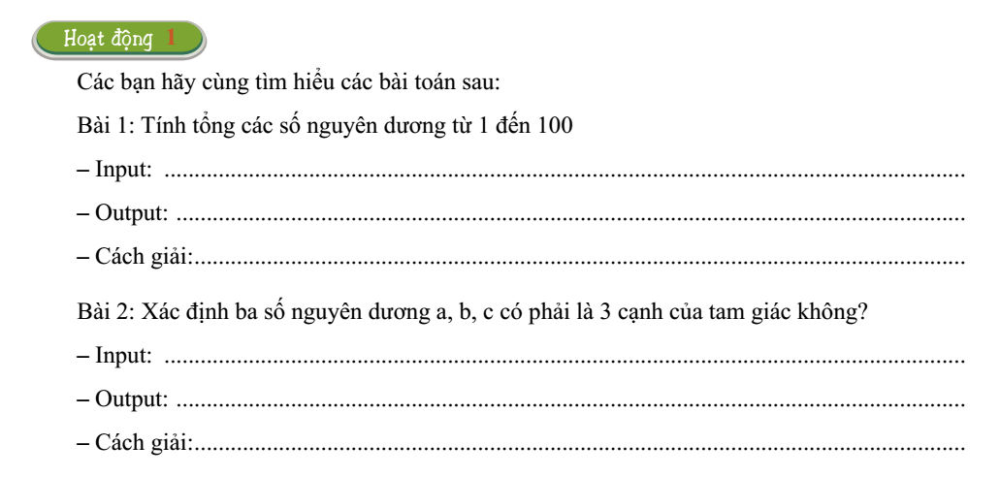 Hoạt động 1
Các bạn hãy cùng tìm hiểu các bài toán sau:
Bài 1: Tính tổng các số nguyên dương từ 1 đến 100
– Input: ....................................................................................................................................
– Output: ..................................................................................................................................
– Cách giải:...............................................................................................................................
Bài 2: Xác định ba số nguyên dương a, b, c có phải là 3 cạnh của tam giác không?
– Input: ....................................................................................................................................
– Output: ..................................................................................................................................
– Cách giải:...............................................................................................................................